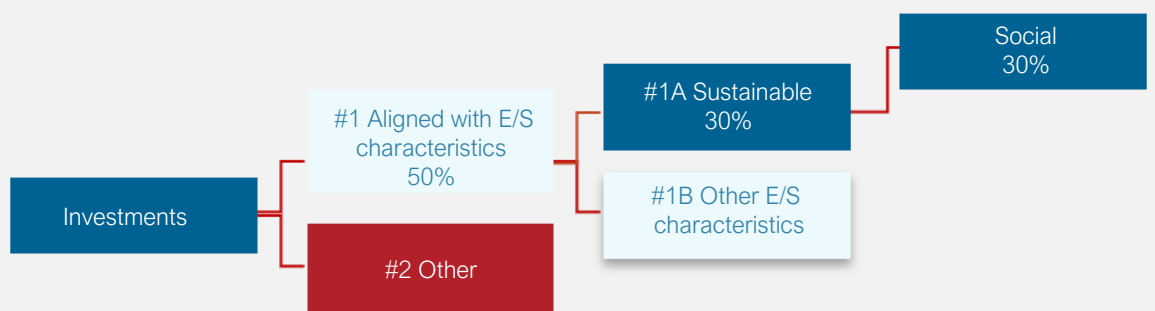 Investments
#1 Aligned with E/S
characteristics
50%
#2 Other
#1A Sustainable
30%
#1B Other E/S
characteristics
Social
30%